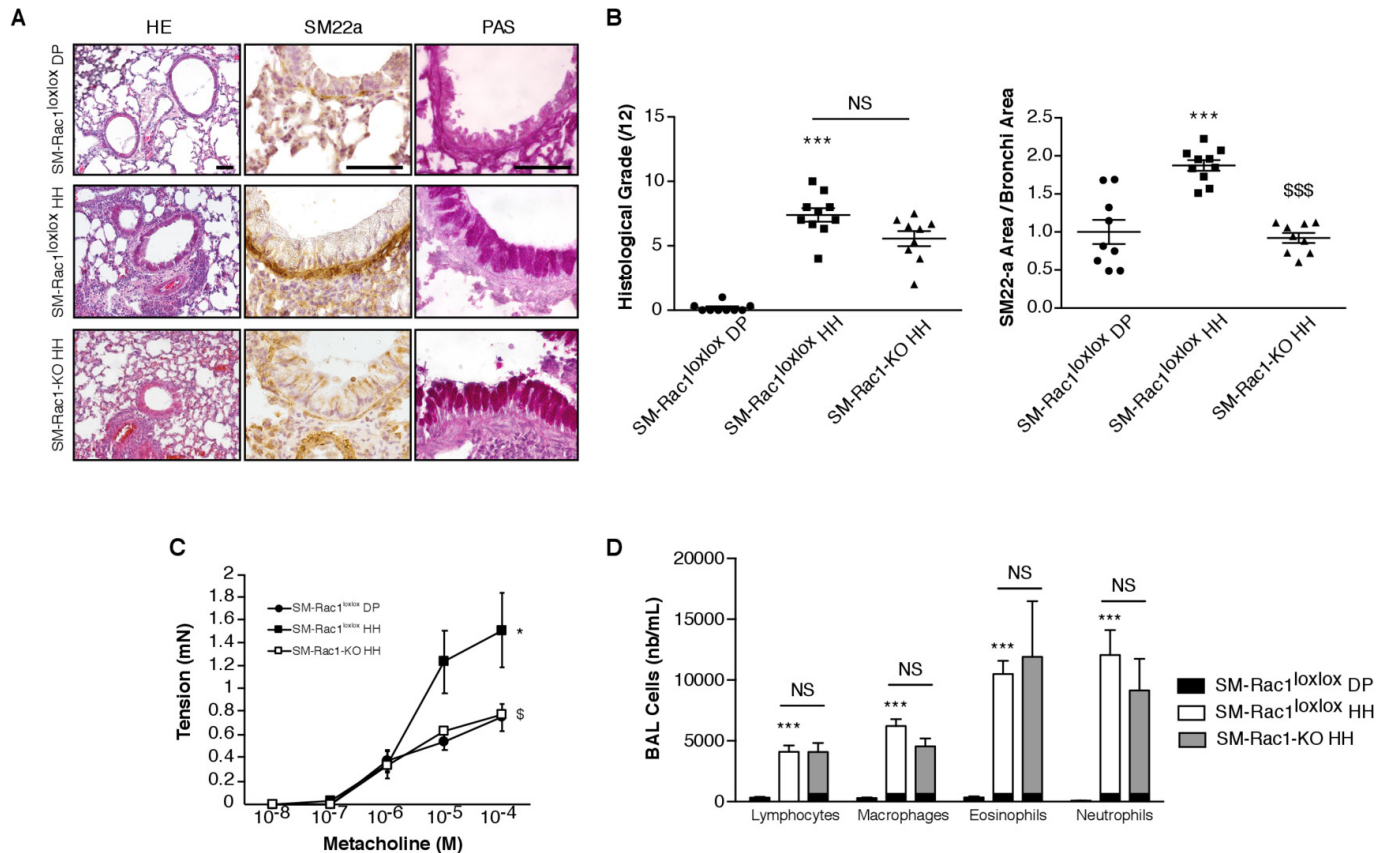 A
HE
SM22a
PAS
SM-Rac1loxlox DP
SM-Rac1loxlox HH
SM-Rac1-KO HH
B
Histological Grade (/12)
15
10
5
0
NS
***
SM-Rac1loxlox DP
SM-Rac1loxlox HH
SM-Rac1-KO HH
SM22-a Area / Bronchi Area
2.5
2.0
1.5
1.0
0.5
0.0
***
$$$
SM-Rac1loxlox DP
SM-Rac1loxlox HH
SM-Rac1-KO HH
C
Tension (mN)
2
1.8
1.6
1.4
1.2
1
0.8
0.6
0.4
0.2
0
SM-Rac1loxlox DP
SM-Rac1loxlox HH
SM-Rac1-KO HH
*
$
10-8
10-7
10-6
10-5
10-4
Metacholine (M)
D
BAL Cells (nb/mL)
20000
15000
10000
5000
0
NS
***
NS
***
NS
***
NS
***
Lymphocytes
Macrophages
Eosinophils
Neutrophils
SM-Rac1loxlox DP
SM-Rac1loxlox HH
SM-Rac1-KO HH